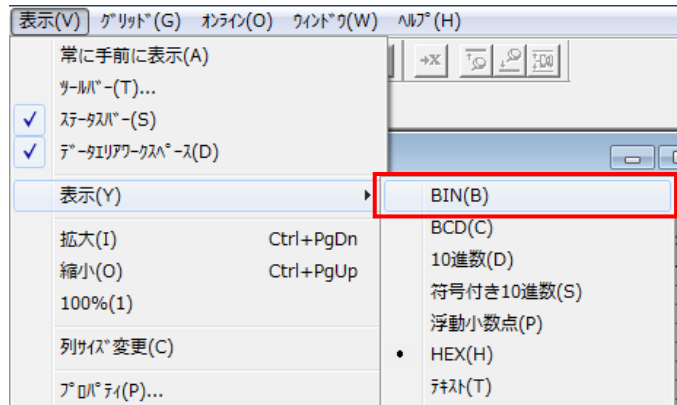 表示(V) ｸﾞﾘｯﾄﾞ(G) ｵﾝﾗｲﾝ(O) ｳｨﾝﾄﾞｳ(W) ﾍﾙﾌﾟ(H)
常に手前に表示(A)
ﾂｰﾙﾊﾞｰ(T)...
ｽﾃｰﾀｽﾊﾞｰ(S)
ﾃﾞｰﾀｴﾘｱﾜｰｸｽﾍﾟｰｽ(D)
表示(Y)
拡大(I) Ctrl+PgDn
縮小(O) Ctrl+PgUp
100%(1)
列ｻｲｽﾞ変更(C)
ﾌﾟﾛﾊﾟﾃｨ(P)...
BIN(B)
BCD(C)
10進数(D)
符号付き10進数(S)
浮動小数点(P)
HEX(H)
ﾃｷｽﾄ(T)